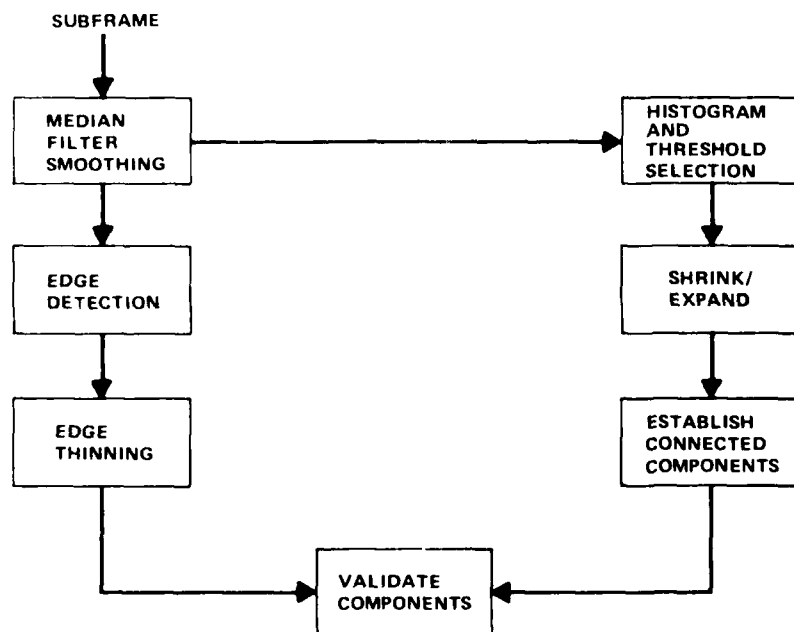 SUBFRAME
MEDIAN
FILTER
SMOOTHING
HISTOGRAM
AND
THRESHOLD
SELECTION
EDGE
DETECTION
SHRINK/
EXPAND
EDGE
THINNING
ESTABLISH
CONNECTED
COMPONENTS
VALIDATE
COMPONENTS